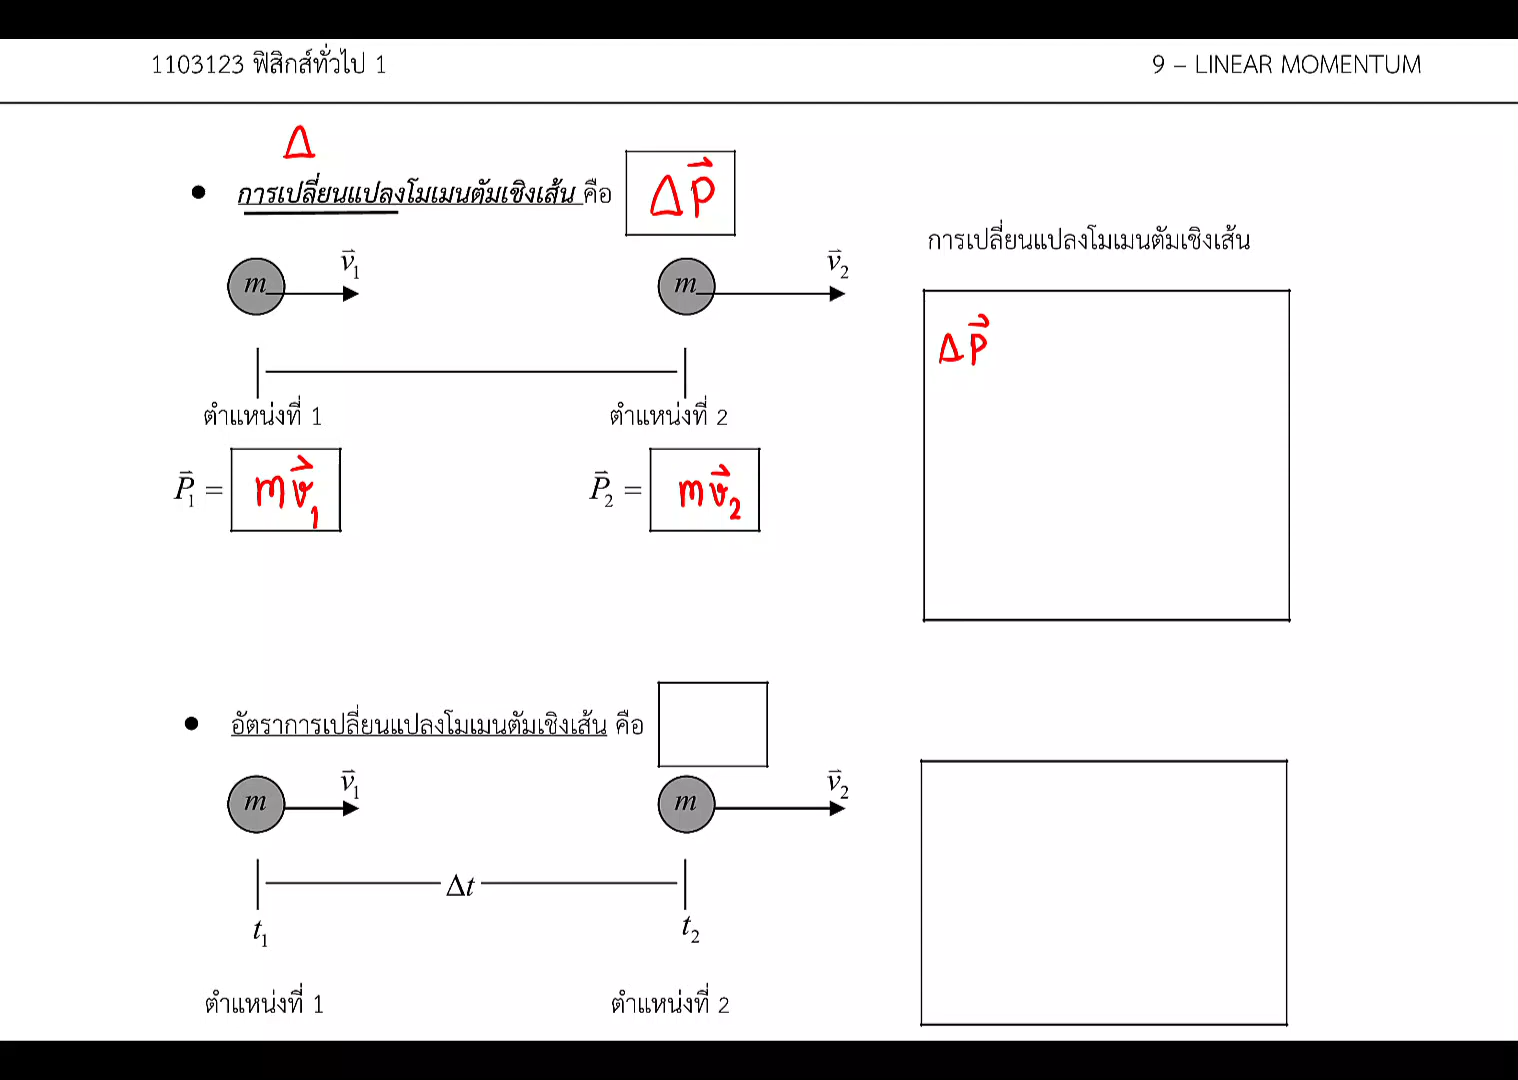 1103123 ฟิสิกส์ทั่วไป 1
9 – LINEAR MOMENTUM
Δ
• การเปลี่ยนแปลงโมเมนตัมเชิงเส้น คือ Δp⃗
m v⃗₁
m v⃗₂
ตำแหน่งที่ 1
ตำแหน่งที่ 2
P⃗₁ = mv⃗₁
P⃗₂ = mv⃗₂
การเปลี่ยนแปลงโมเมนตัมเชิงเส้น
Δp⃗
• อัตราการเปลี่ยนแปลงโมเมนตัมเชิงเส้น คือ
m v⃗₁
m v⃗₂
Δt
t₁
t₂
ตำแหน่งที่ 1
ตำแหน่งที่ 2